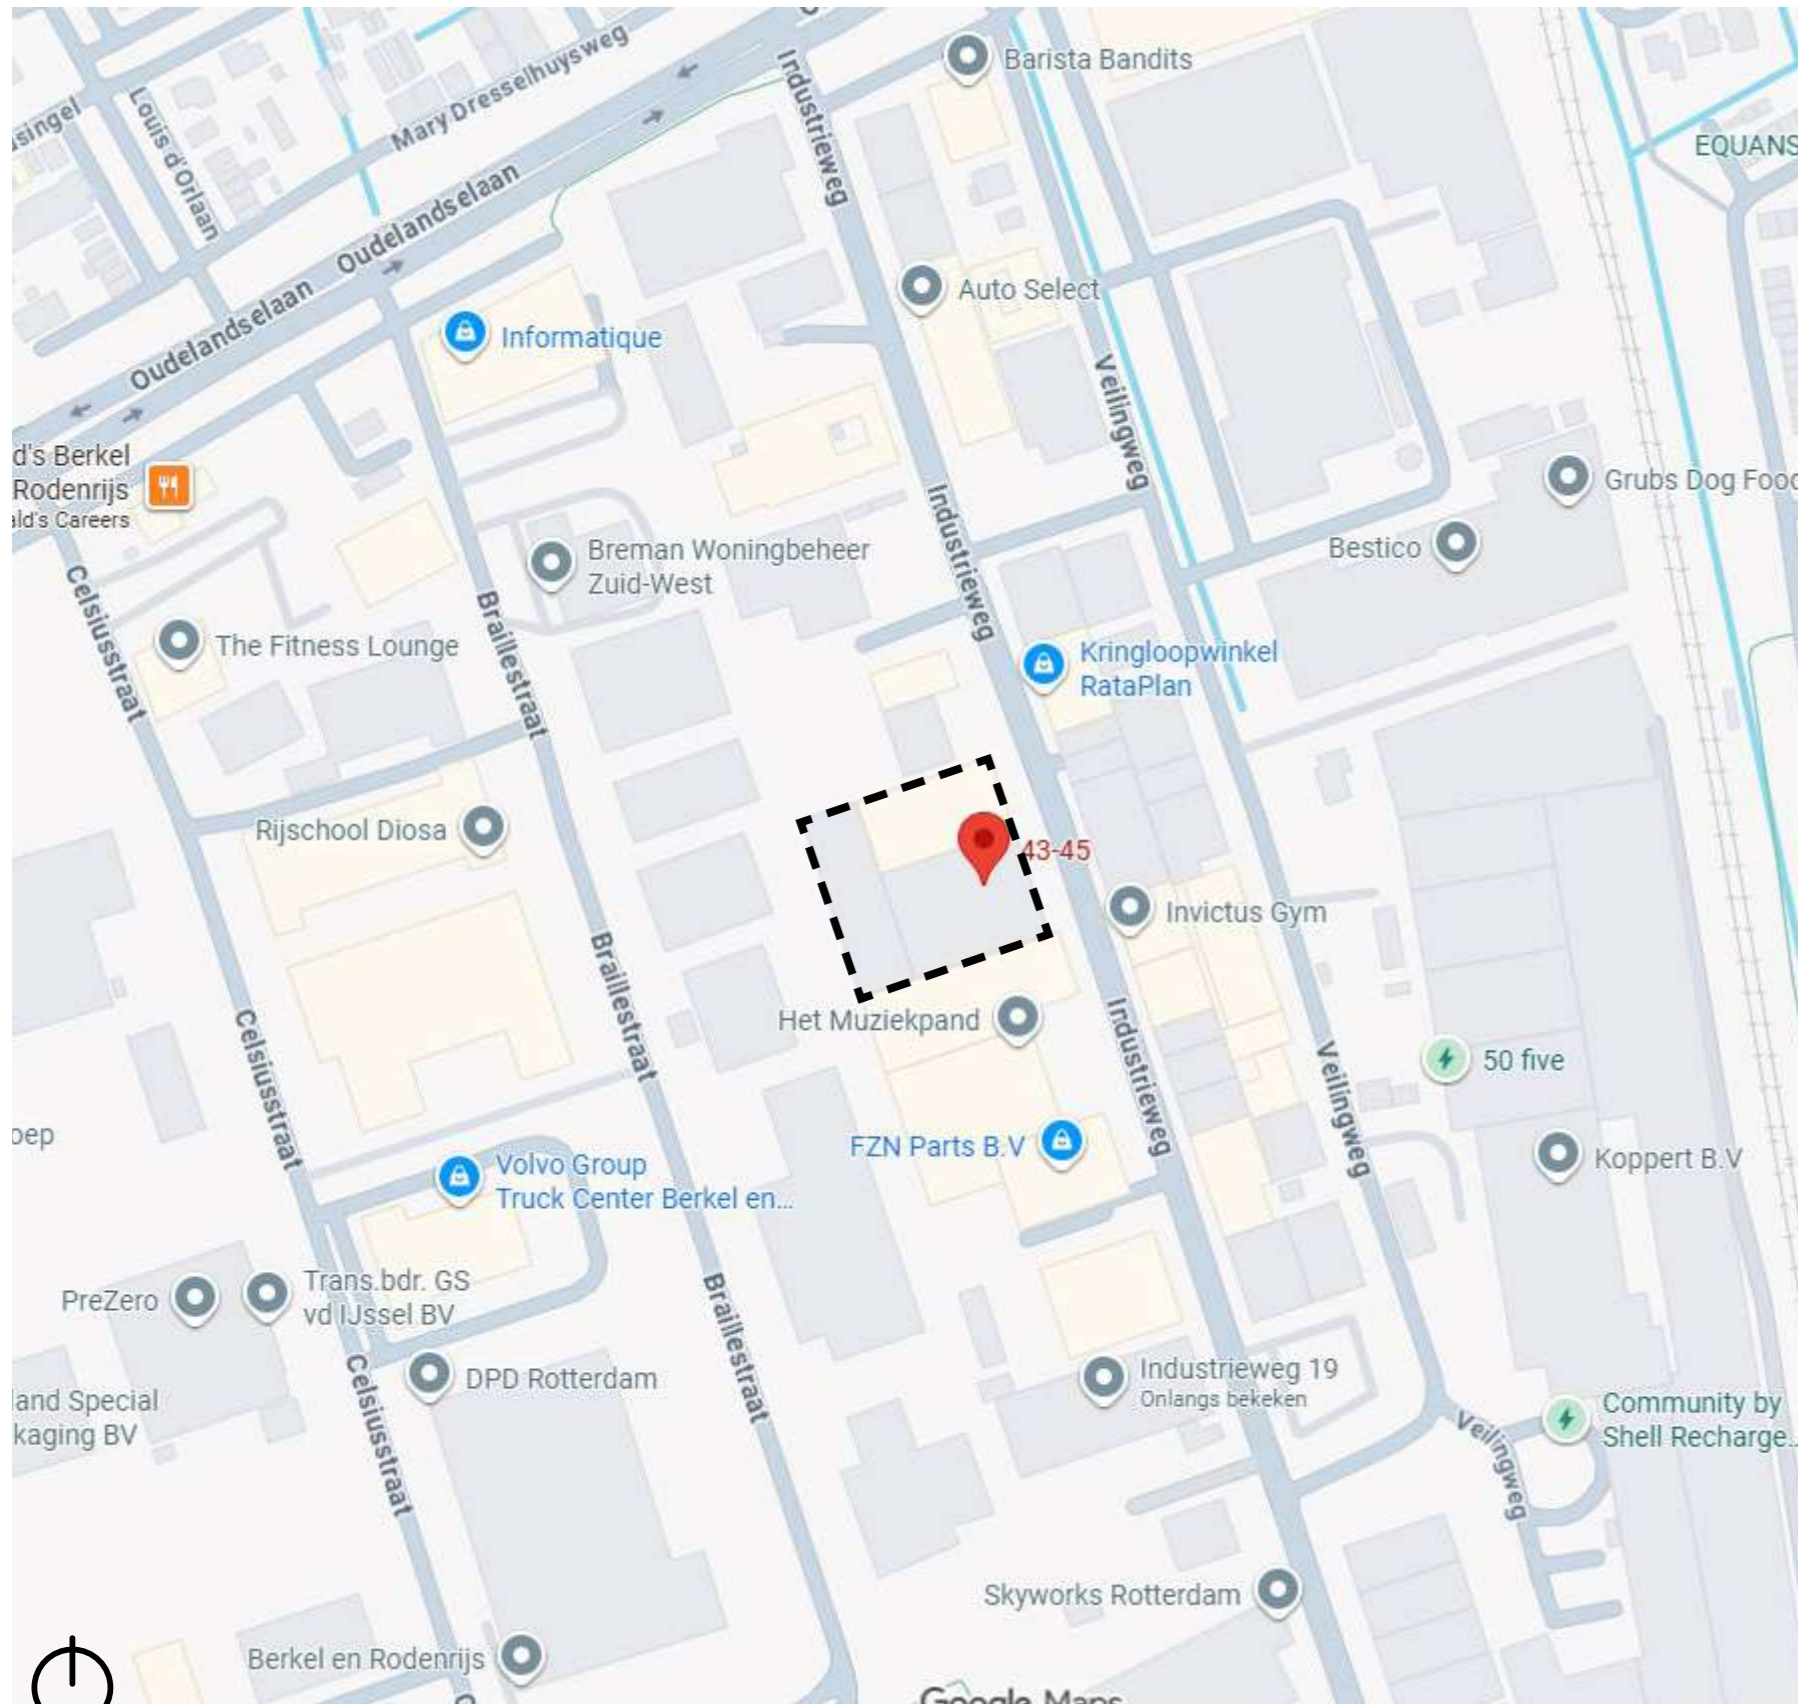 Barista Bandits
Industrieweg
Mary Dresselhuysweg
Louis d'Orlaan
EQUANS
Oudelandselaan
Auto Select
Oudelandselaan
Informatique
Veilingweg
d's Berkel
Rodenrijs
ald's Careers
Grubs Dog Food
Industrieweg
Bestico
Breman Woningbeheer
Zuid-West
Celsiusstraat
Braillestraat
The Fitness Lounge
Kringloopwinkel
RataPlan
Rijschool Diosa
43-45
Invictus Gym
Braillestraat
Het Muziekpand
Celsiusstraat
Industrieweg
Veilingweg
50 five
oep
FZN Parts B.V
Koppert B.V
Volvo Group
Truck Center Berkel en...
PreZero
Trans.bdr. GS
vd IJssel BV
Braillestraat
DPD Rotterdam
Industrieweg 19
Onlangs bekeken
Celsiusstraat
land Special
kaging BV
Community by
Shell Recharge...
Veilingweg
Skyworks Rotterdam
Berkel en Rodenrijs
Google Maps